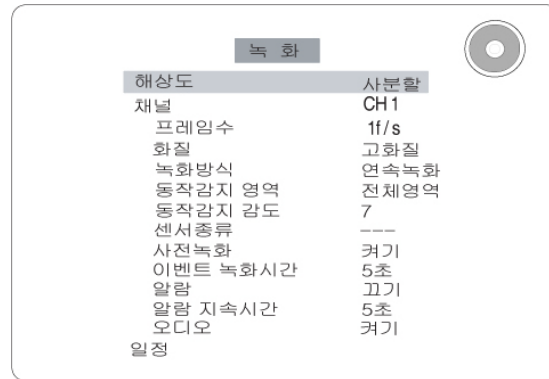 녹 화
해상도 사분할
채널 CH 1
프레임수 1f/s
화질 고화질
녹화방식 연속녹화
동작감지 영역 전체영역
동작감지 감도 7
센서종류 ---
사전녹화 켜기
이벤트 녹화시간 5초
알람 끄기
알람 지속시간 5초
오디오 켜기
일정